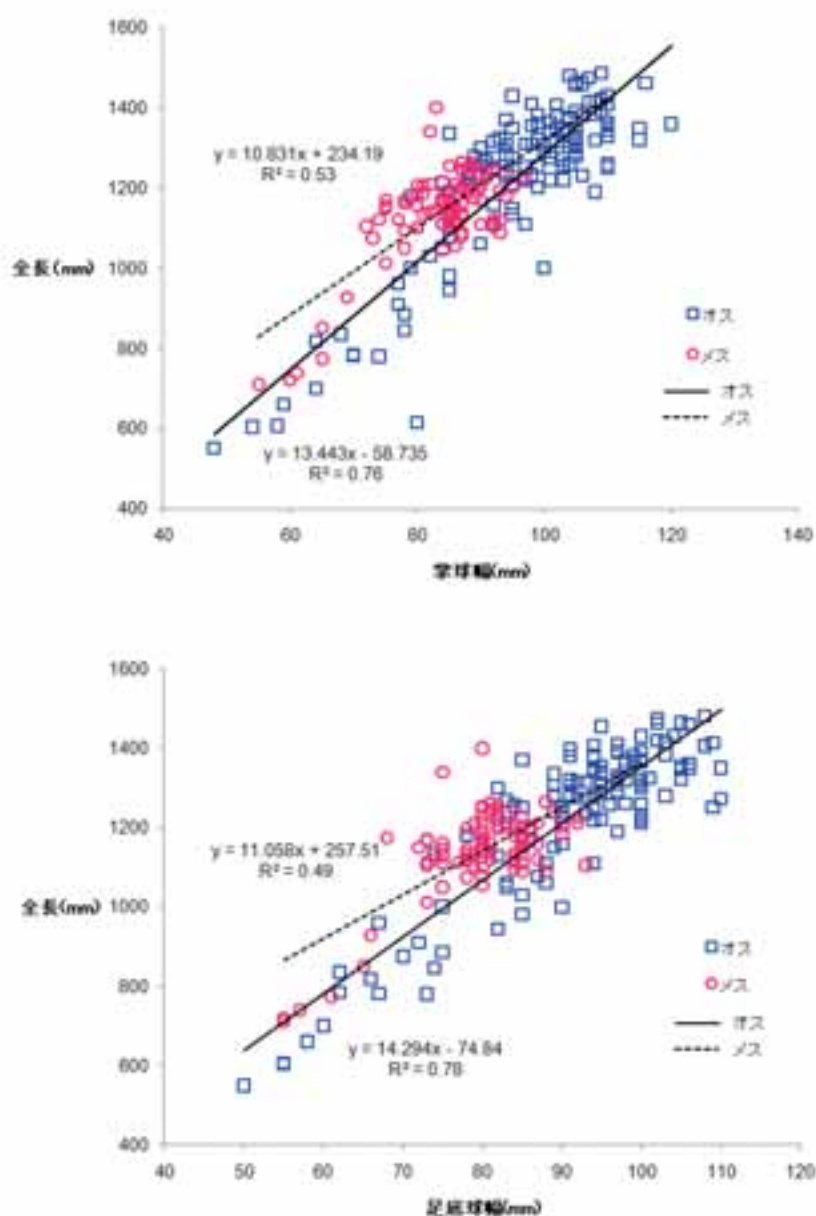 1600
1400
1200
1000
800
600
400
全長(mm)
y = 10.831x + 234.19
R² = 0.53
y = 13.443x - 58.735
R² = 0.76
オス
メス
オス
メス
40 60 80 100 120 140
掌球幅(mm)
1600
1400
1200
1000
800
600
400
全長(mm)
y = 11.058x + 257.51
R² = 0.49
y = 14.294x - 74.84
R² = 0.78
オス
メス
オス
メス
40 50 60 70 80 90 100 110 120
足底球幅(mm)